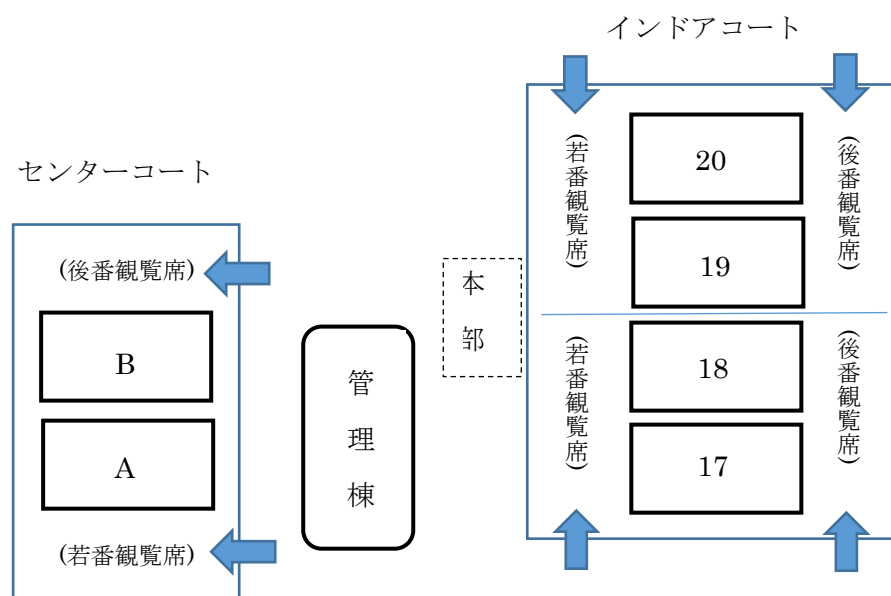 インドアコート
センターコート
(後番観覧席)
B
A
(若番観覧席)
管理棟
本部
(若番観覧席)
20
(後番観覧席)
19
(若番観覧席)
18
(後番観覧席)
17